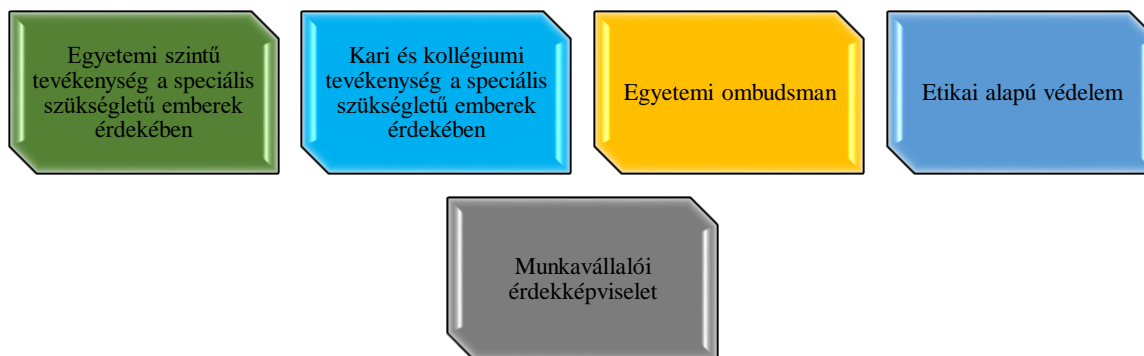 Egyetemi szintű
tevékenység a speciális
szükségletű emberek
érdekében
Kari és kollégiumi
tevékenység a speciális
szükségletű emberek
érdekében
Egyetemi ombudsman
Etikai alapú védelem
Munkavállalói
érdekképviselet